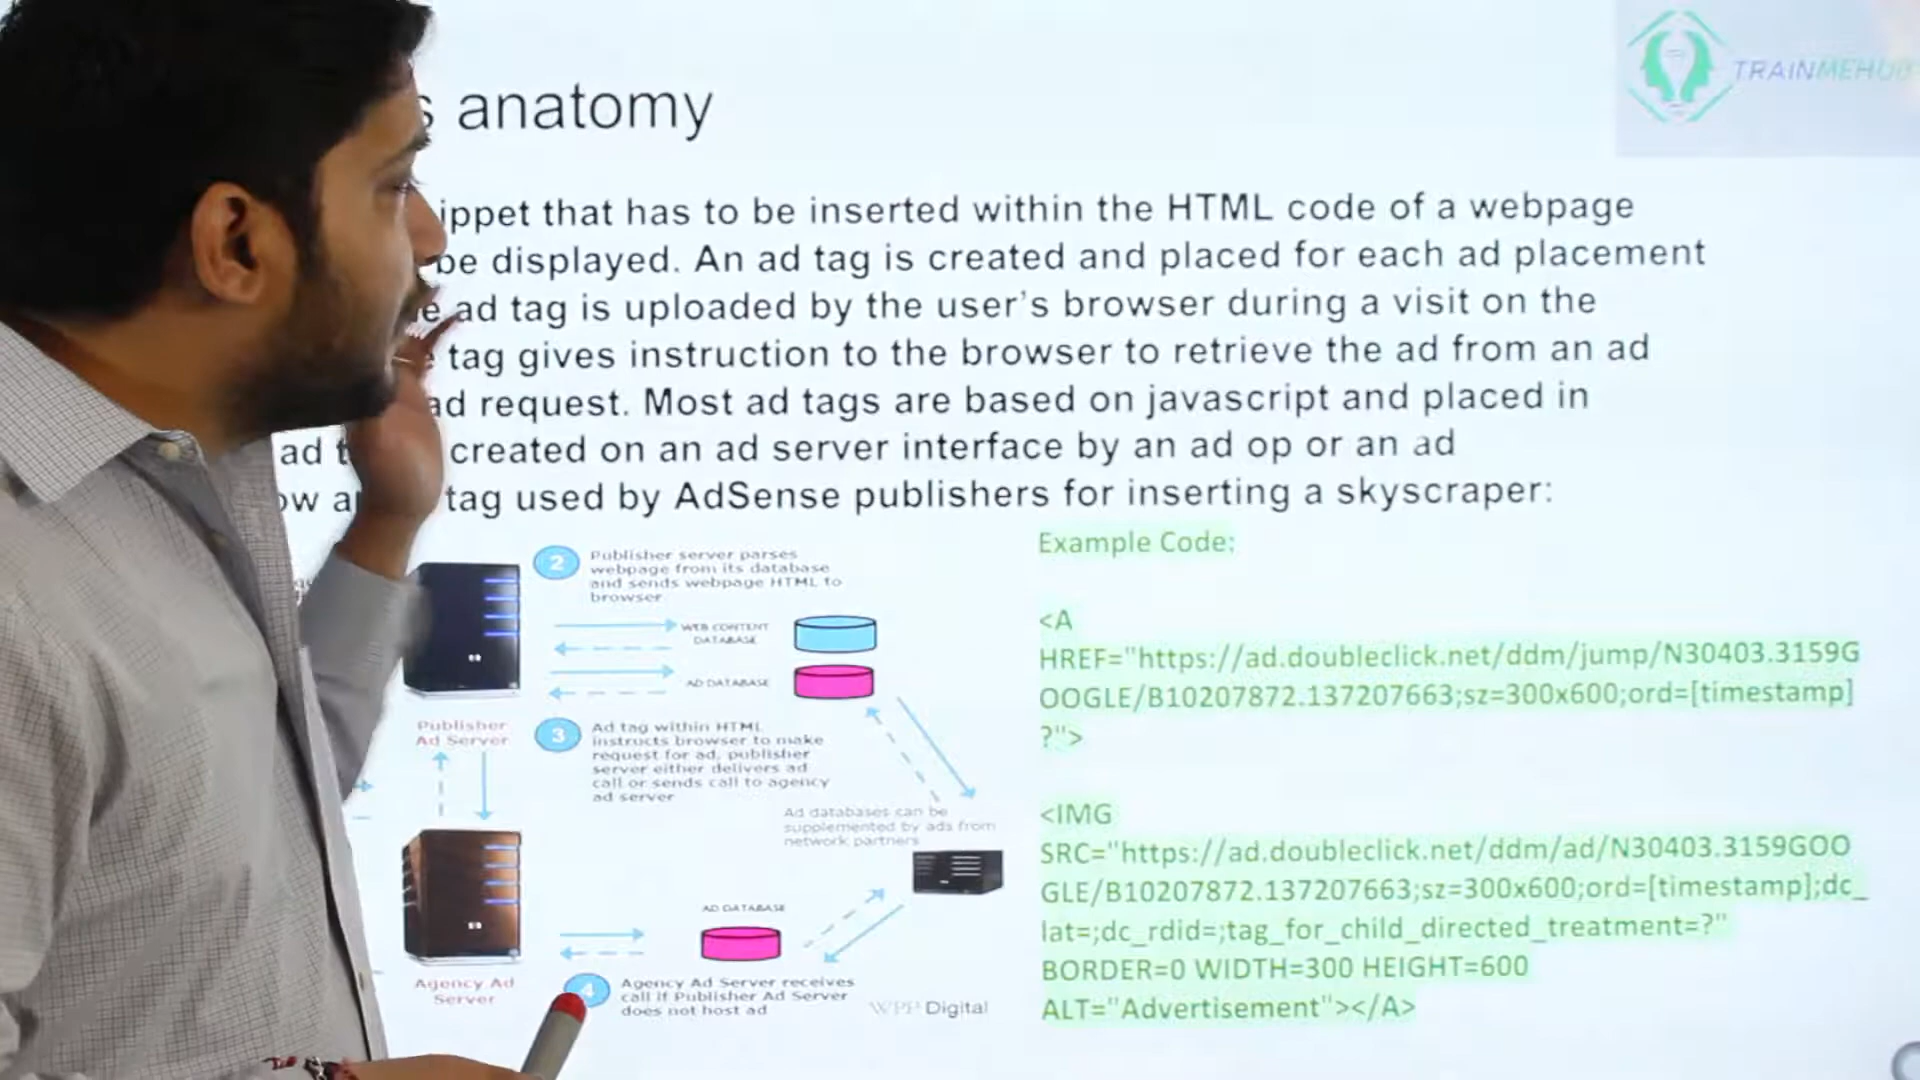 TRAINMEHUB
s anatomy
ippet that has to be inserted within the HTML code of a webpage
be displayed. An ad tag is created and placed for each ad placement
e ad tag is uploaded by the user's browser during a visit on the
tag gives instruction to the browser to retrieve the ad from an ad
ad request. Most ad tags are based on javascript and placed in
ad t created on an ad server interface by an ad op or an ad
ow a tag used by AdSense publishers for inserting a skyscraper:
2
Publisher server parses
webpage from its database
and sends webpage HTML to
browser
WEB CONTENT
DATABASE
AD DATABASE
Publisher
Ad Server
3
Ad tag within HTML
instructs browser to make
request for ad, publisher
server either delivers ad
call or sends call to agency
ad server
Ad databases can be
supplemented by ads from
network partners
AD DATABASE
Agency Ad
Server
4
Agency Ad Server receives
call if Publisher Ad Server
does not host ad
WPP Digital
Example Code:
<A
HREF="https://ad.doubleclick.net/ddm/jump/N30403.3159G
OOGLE/B10207872.137207663;sz=300x600;ord=[timestamp]
?">
<IMG
SRC="https://ad.doubleclick.net/ddm/ad/N30403.3159GOO
GLE/B10207872.137207663;sz=300x600;ord=[timestamp];dc_
lat=;dc_rdid=;tag_for_child_directed_treatment=?"
BORDER=0 WIDTH=300 HEIGHT=600
ALT="Advertisement"></A>